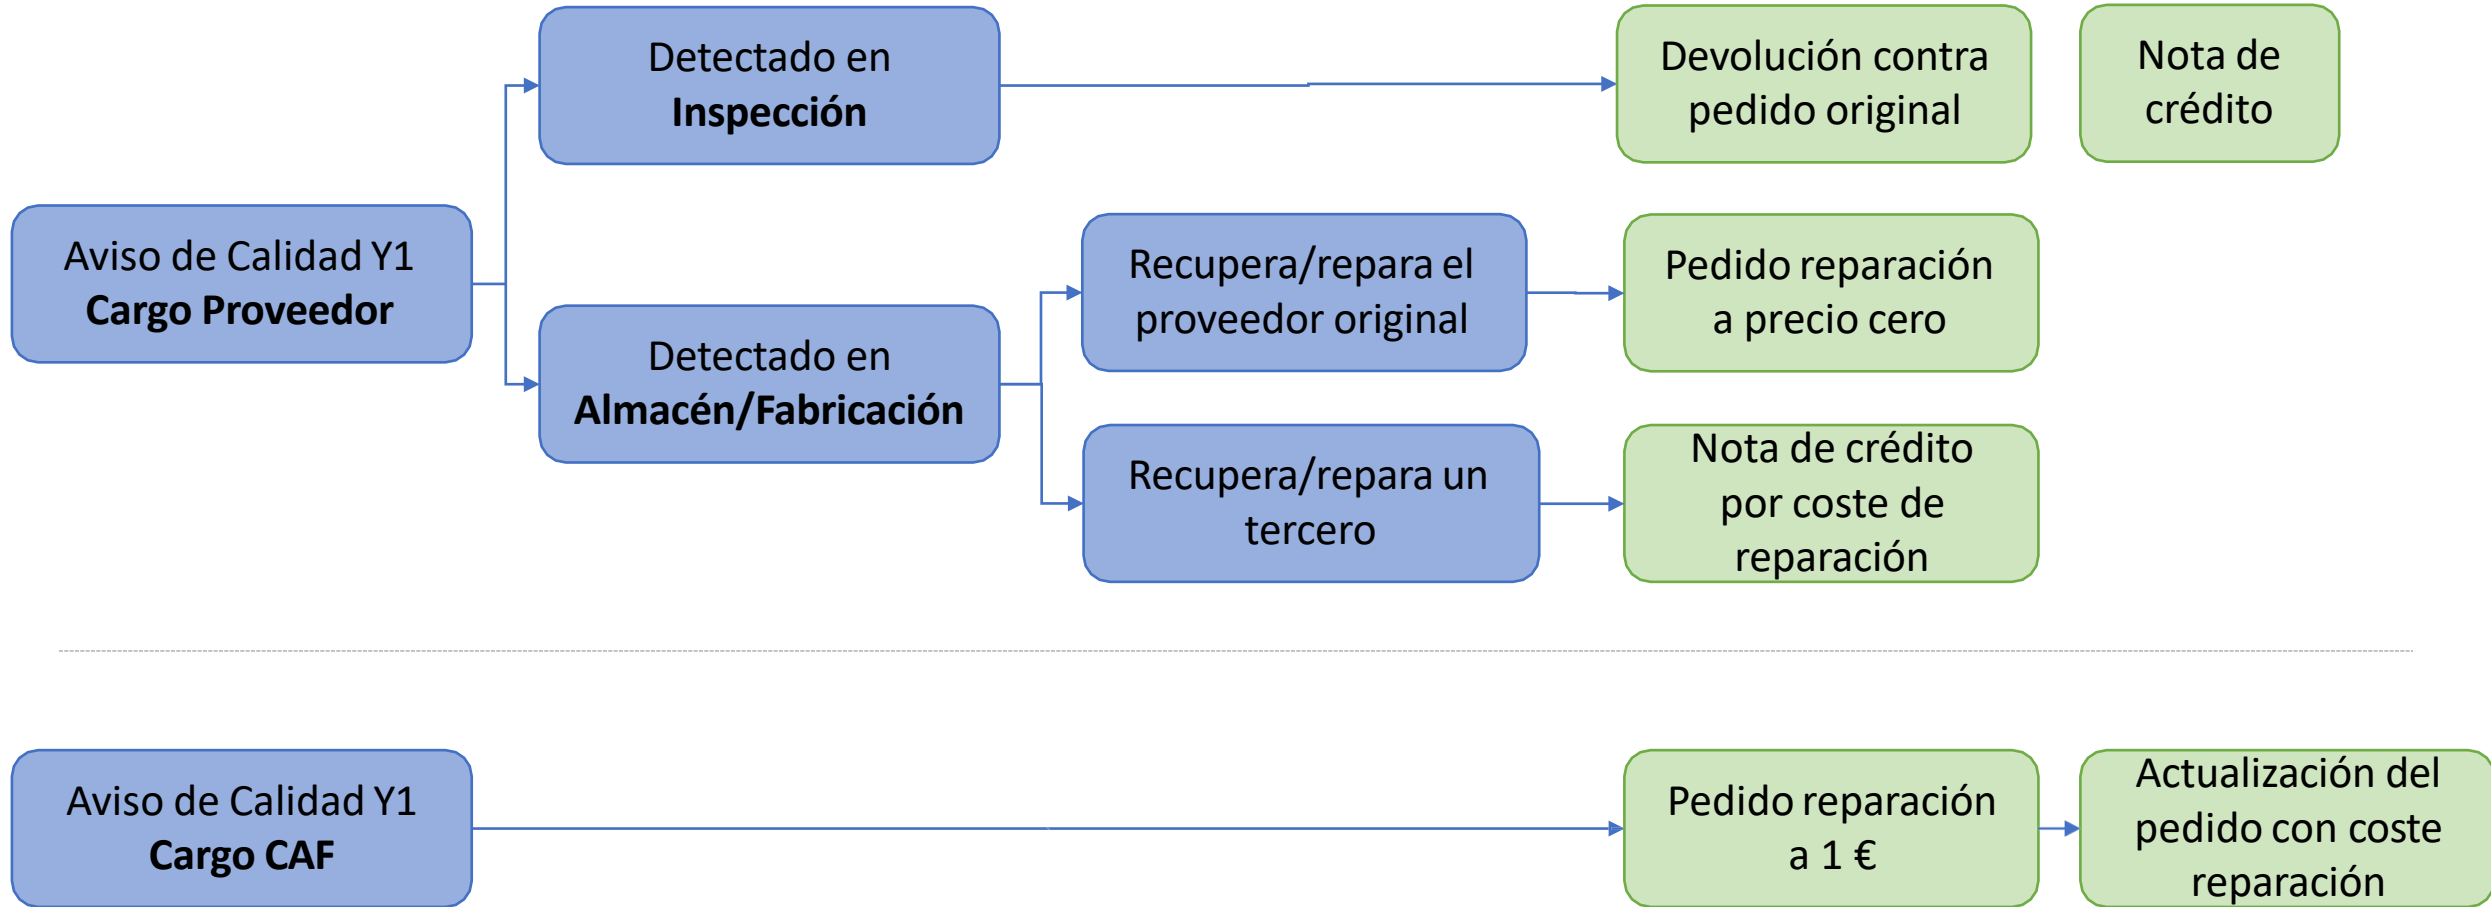 Detectado en
Inspección
Devolución contra
pedido original
Nota de
crédito
Aviso de Calidad Y1
Cargo Proveedor
Detectado en
Almacén/Fabricación
Recupera/repara el
proveedor original
Pedido reparación
a precio cero
Recupera/repara un
tercero
Nota de crédito
por coste de
reparación
Aviso de Calidad Y1
Cargo CAF
Pedido reparación
a 1 €
Actualización del
pedido con coste
reparación